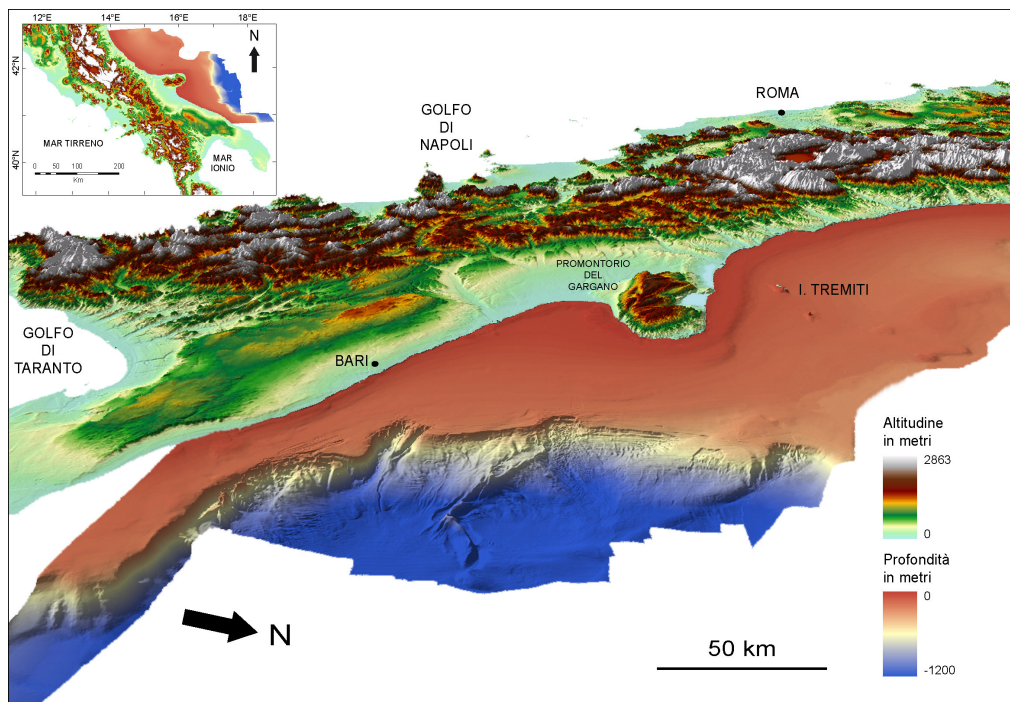 12°E 14°E 16°E 18°E
N
42°N
40°N
MAR TIRRENO
MAR
IONIO
0 50 100 200
Km
GOLFO
DI
NAPOLI
ROMA
PROMONTORIO
DEL
GARGANO
I. TREMITI
GOLFO
DI
TARANTO
BARI
Altitudine
in metri
2863
0
Profondità
in metri
0
-1200
N
50 km